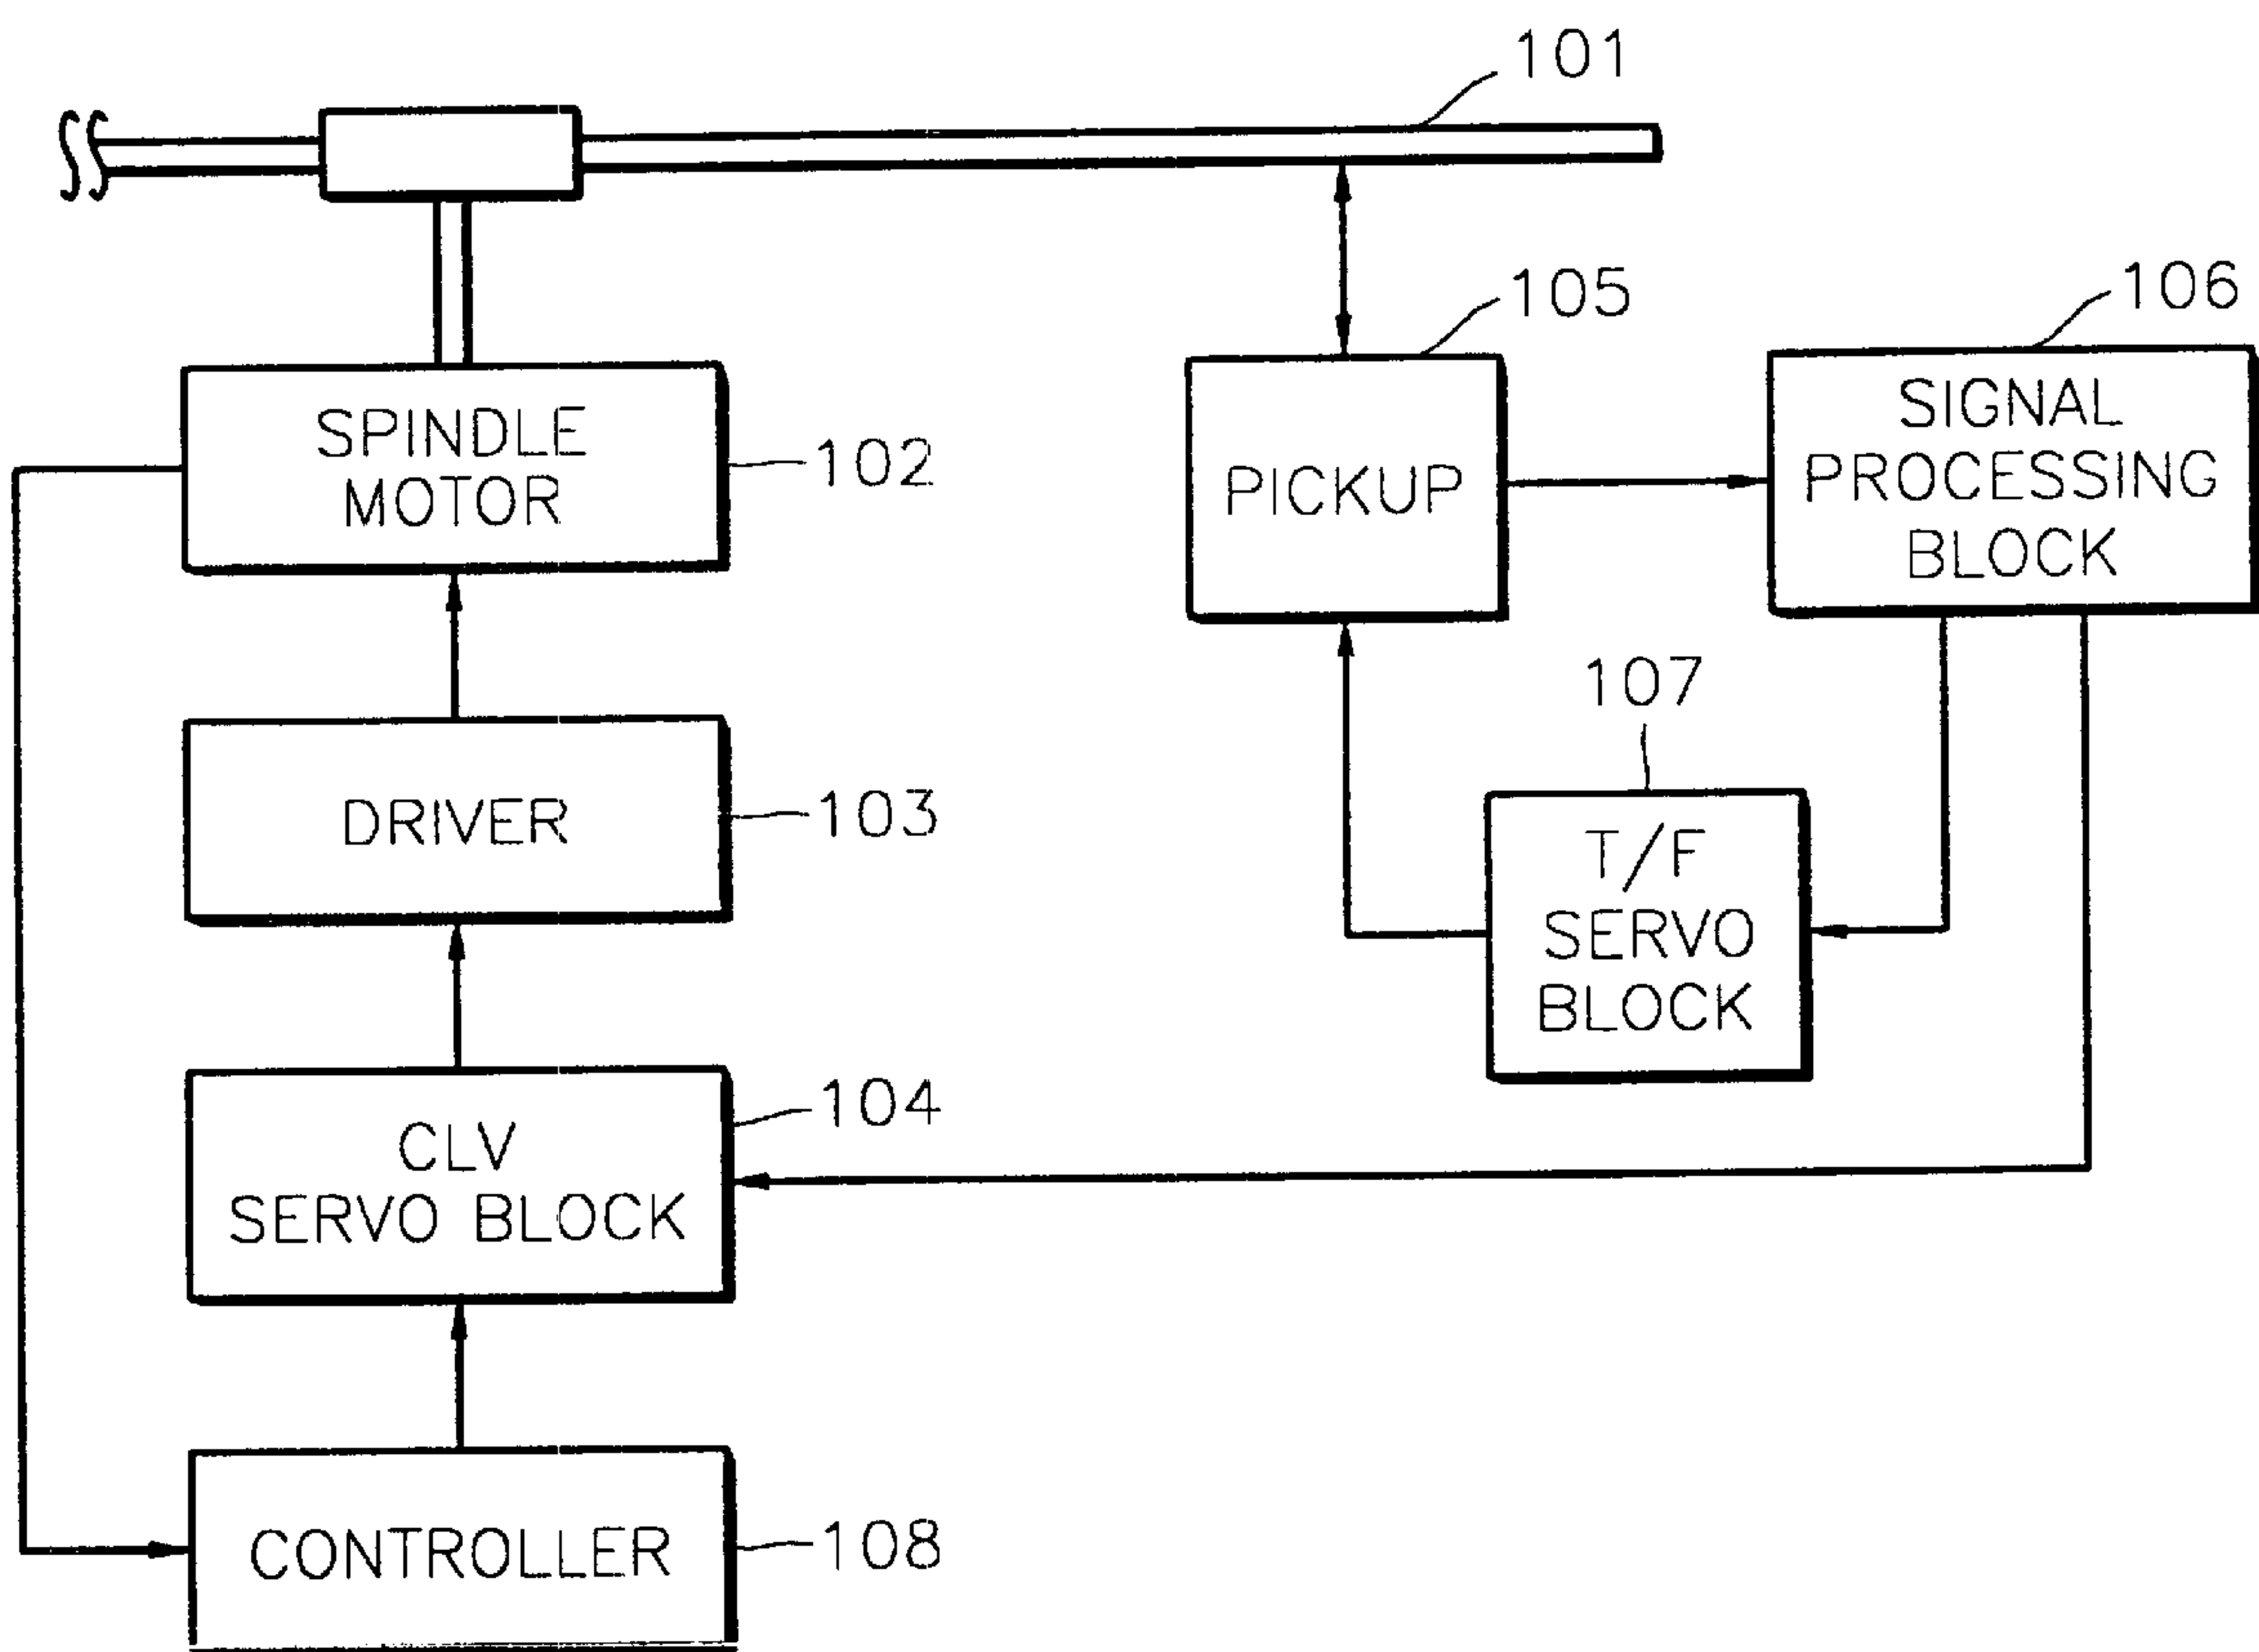 101
105
106
SPINDLE
MOTOR
102
PICKUP
SIGNAL
PROCESSING
BLOCK
107
DRIVER
103
T/F
SERVO
BLOCK
104
CLV
SERVO BLOCK
CONTROLLER
108